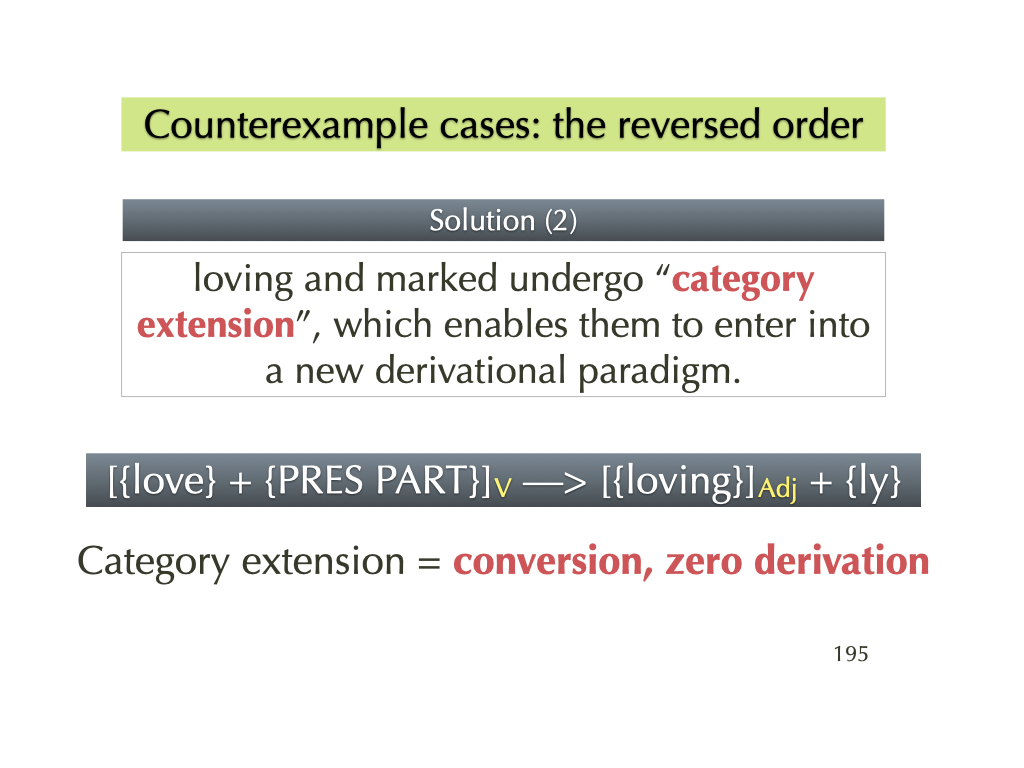 Counterexample cases: the reversed order
Solution (2)
loving and marked undergo “category
extension”, which enables them to enter into
a new derivational paradigm.
[{love} + {PRES PART}]V —> [{loving}]Adj + {ly}
Category extension = conversion, zero derivation
195